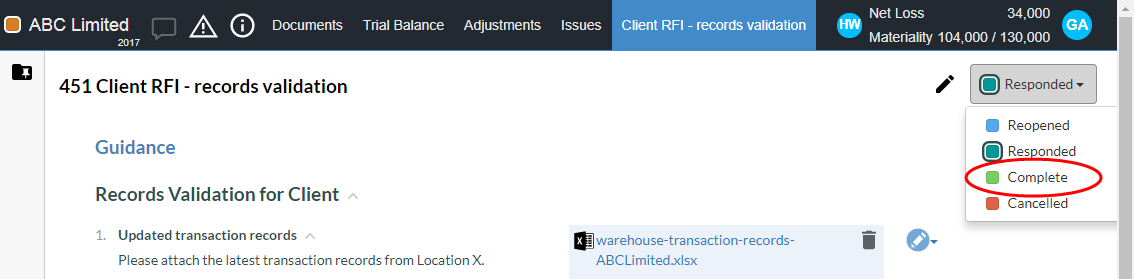 ABC Limited
2017
Documents
Trial Balance
Adjustments
Issues
Client RFI - records validation
HW
Net Loss 34,000
Materiality 104,000 / 130,000
GA
451 Client RFI - records validation
Responded
Reopened
Responded
Complete
Cancelled
Guidance
Records Validation for Client
1. Updated transaction records
Please attach the latest transaction records from Location X.
warehouse-transaction-records-
ABCLimited.xlsx